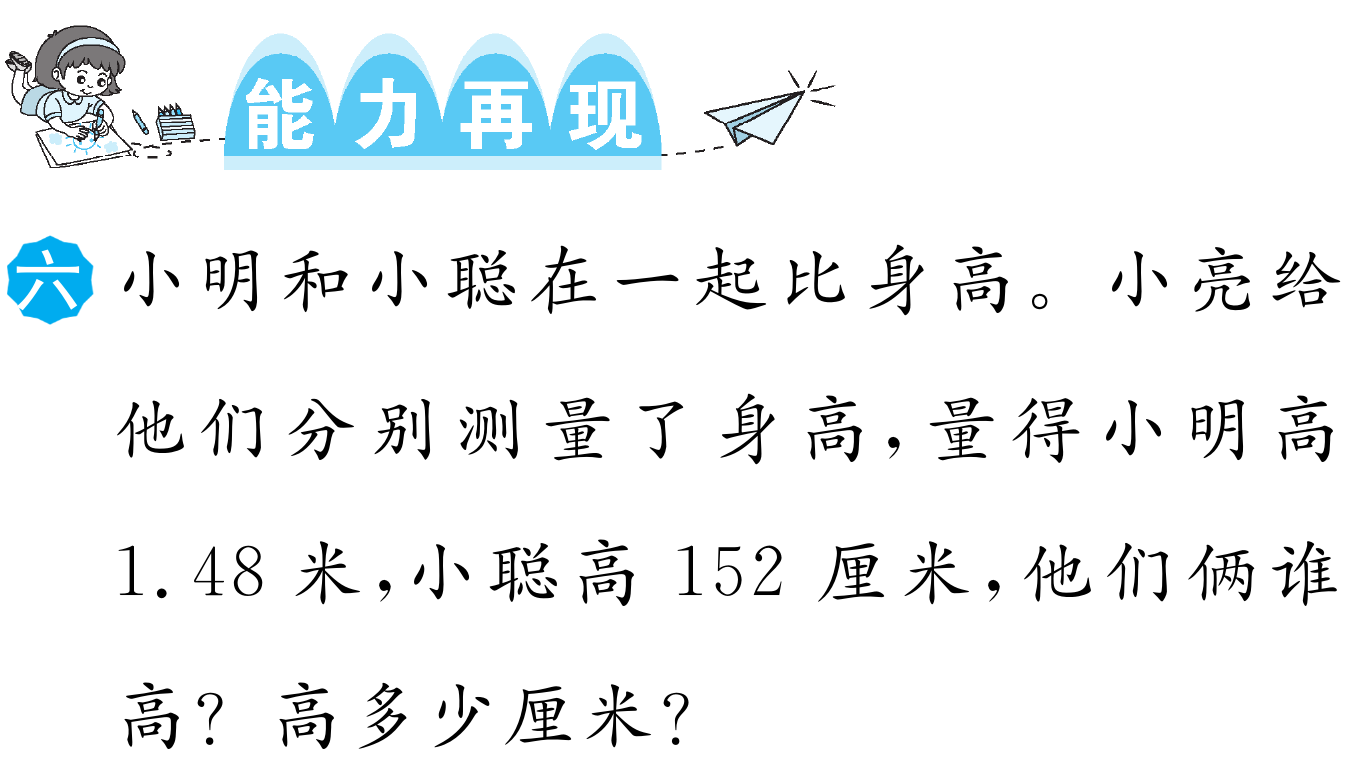 能力再现
六 小明和小聪在一起比身高。小亮给
他们分别测量了身高,量得小明高
1.48 米,小聪高 152 厘米,他们俩谁
高? 高多少厘米?